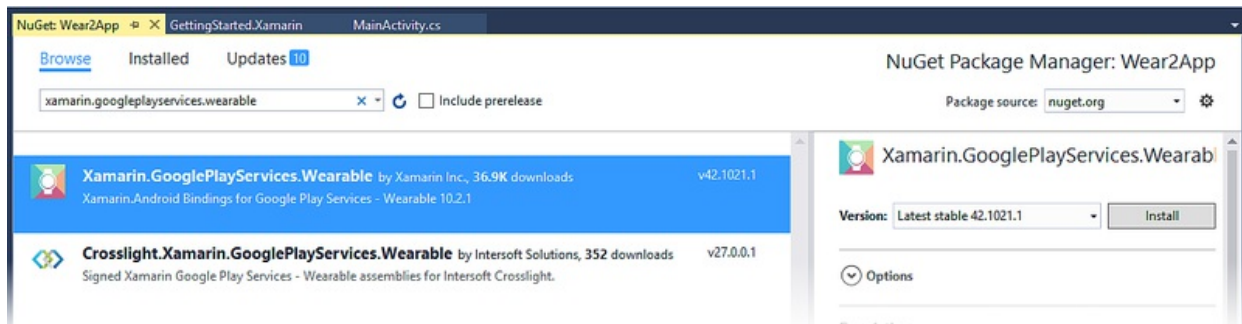 NuGet: Wear2App GettingStarted.Xamarin MainActivity.cs
Browse Installed Updates 10
NuGet Package Manager: Wear2App
xamarin.googleplayservices.wearable Include prerelease
Package source: nuget.org
Xamarin.GooglePlayServices.Wearable by Xamarin Inc., 36.9K downloads v42.1021.1
Xamarin.Android Bindings for Google Play Services - Wearable 10.2.1
Crosslight.Xamarin.GooglePlayServices.Wearable by Intersoft Solutions, 352 downloads v27.0.0.1
Signed Xamarin Google Play Services - Wearable assemblies for Intersoft Crosslight.
Xamarin.GooglePlayServices.Wearabl
Version: Latest stable 42.1021.1 Install
Options